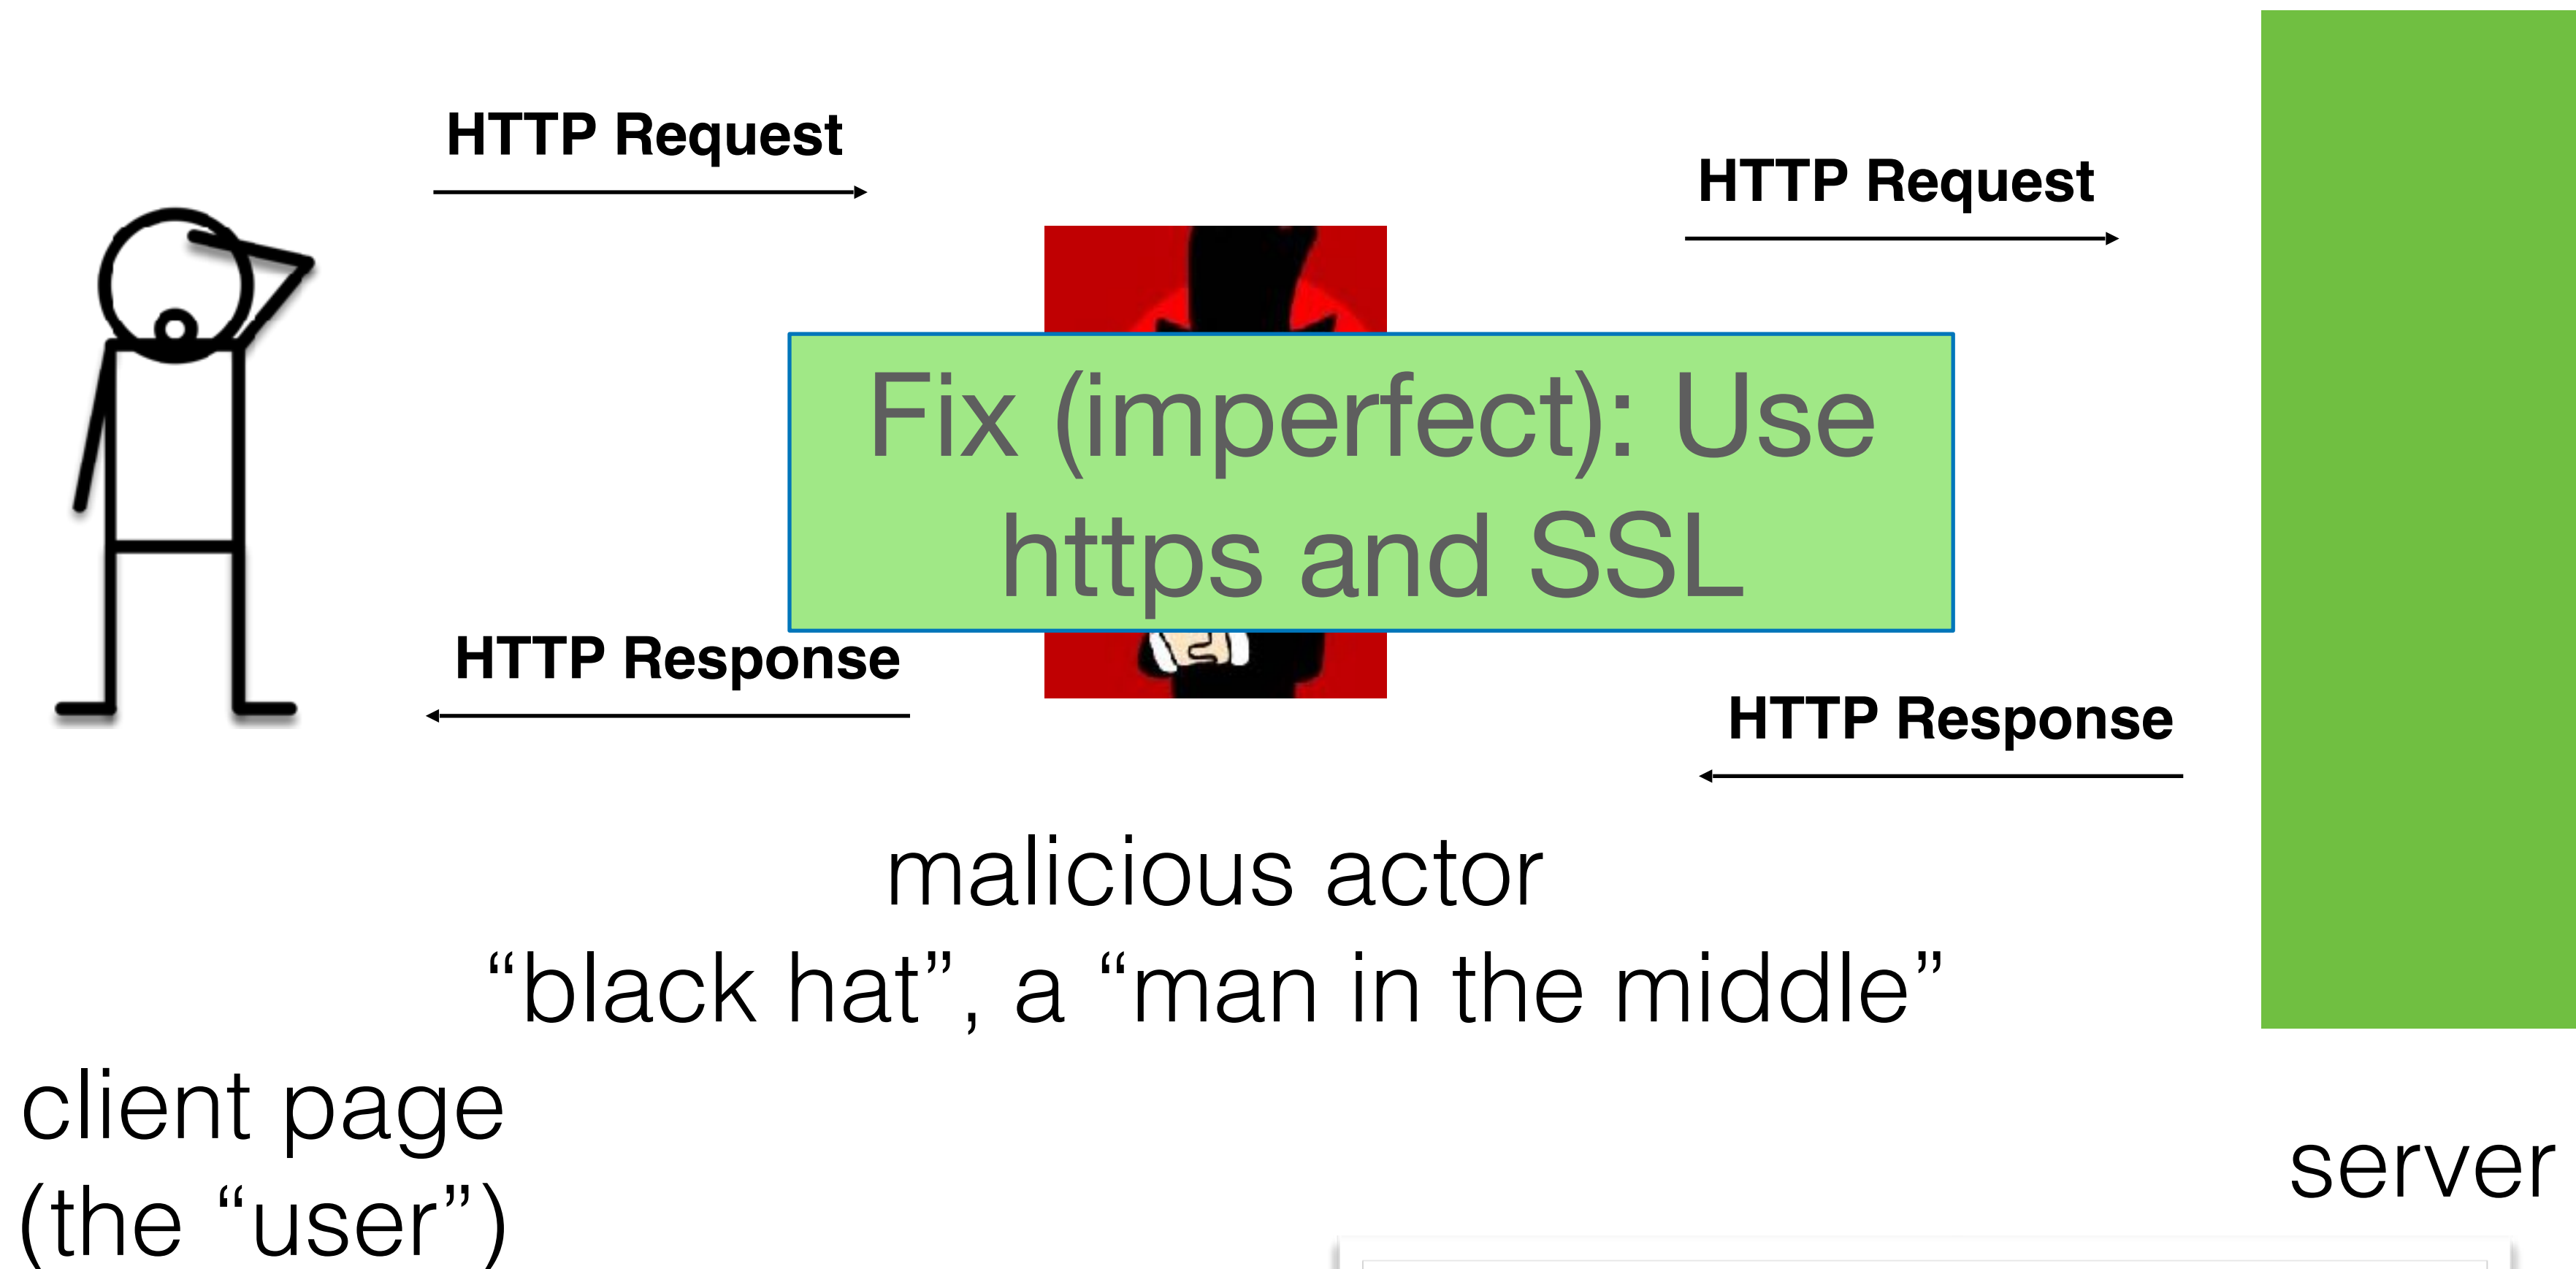 HTTP Request
HTTP Request
Fix (imperfect): Use
https and SSL
HTTP Response
HTTP Response
malicious actor
“black hat”, a “man in the middle”
client page
(the “user”)
server